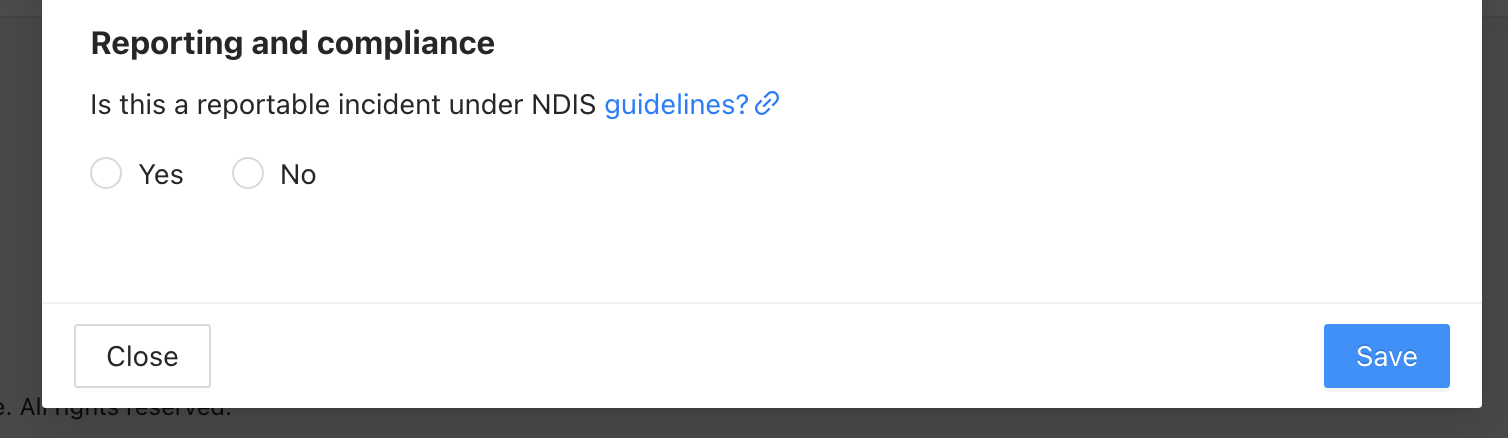 Reporting and compliance
Is this a reportable incident under NDIS guidelines?
Yes No
Close Save
e. All rights reserved.